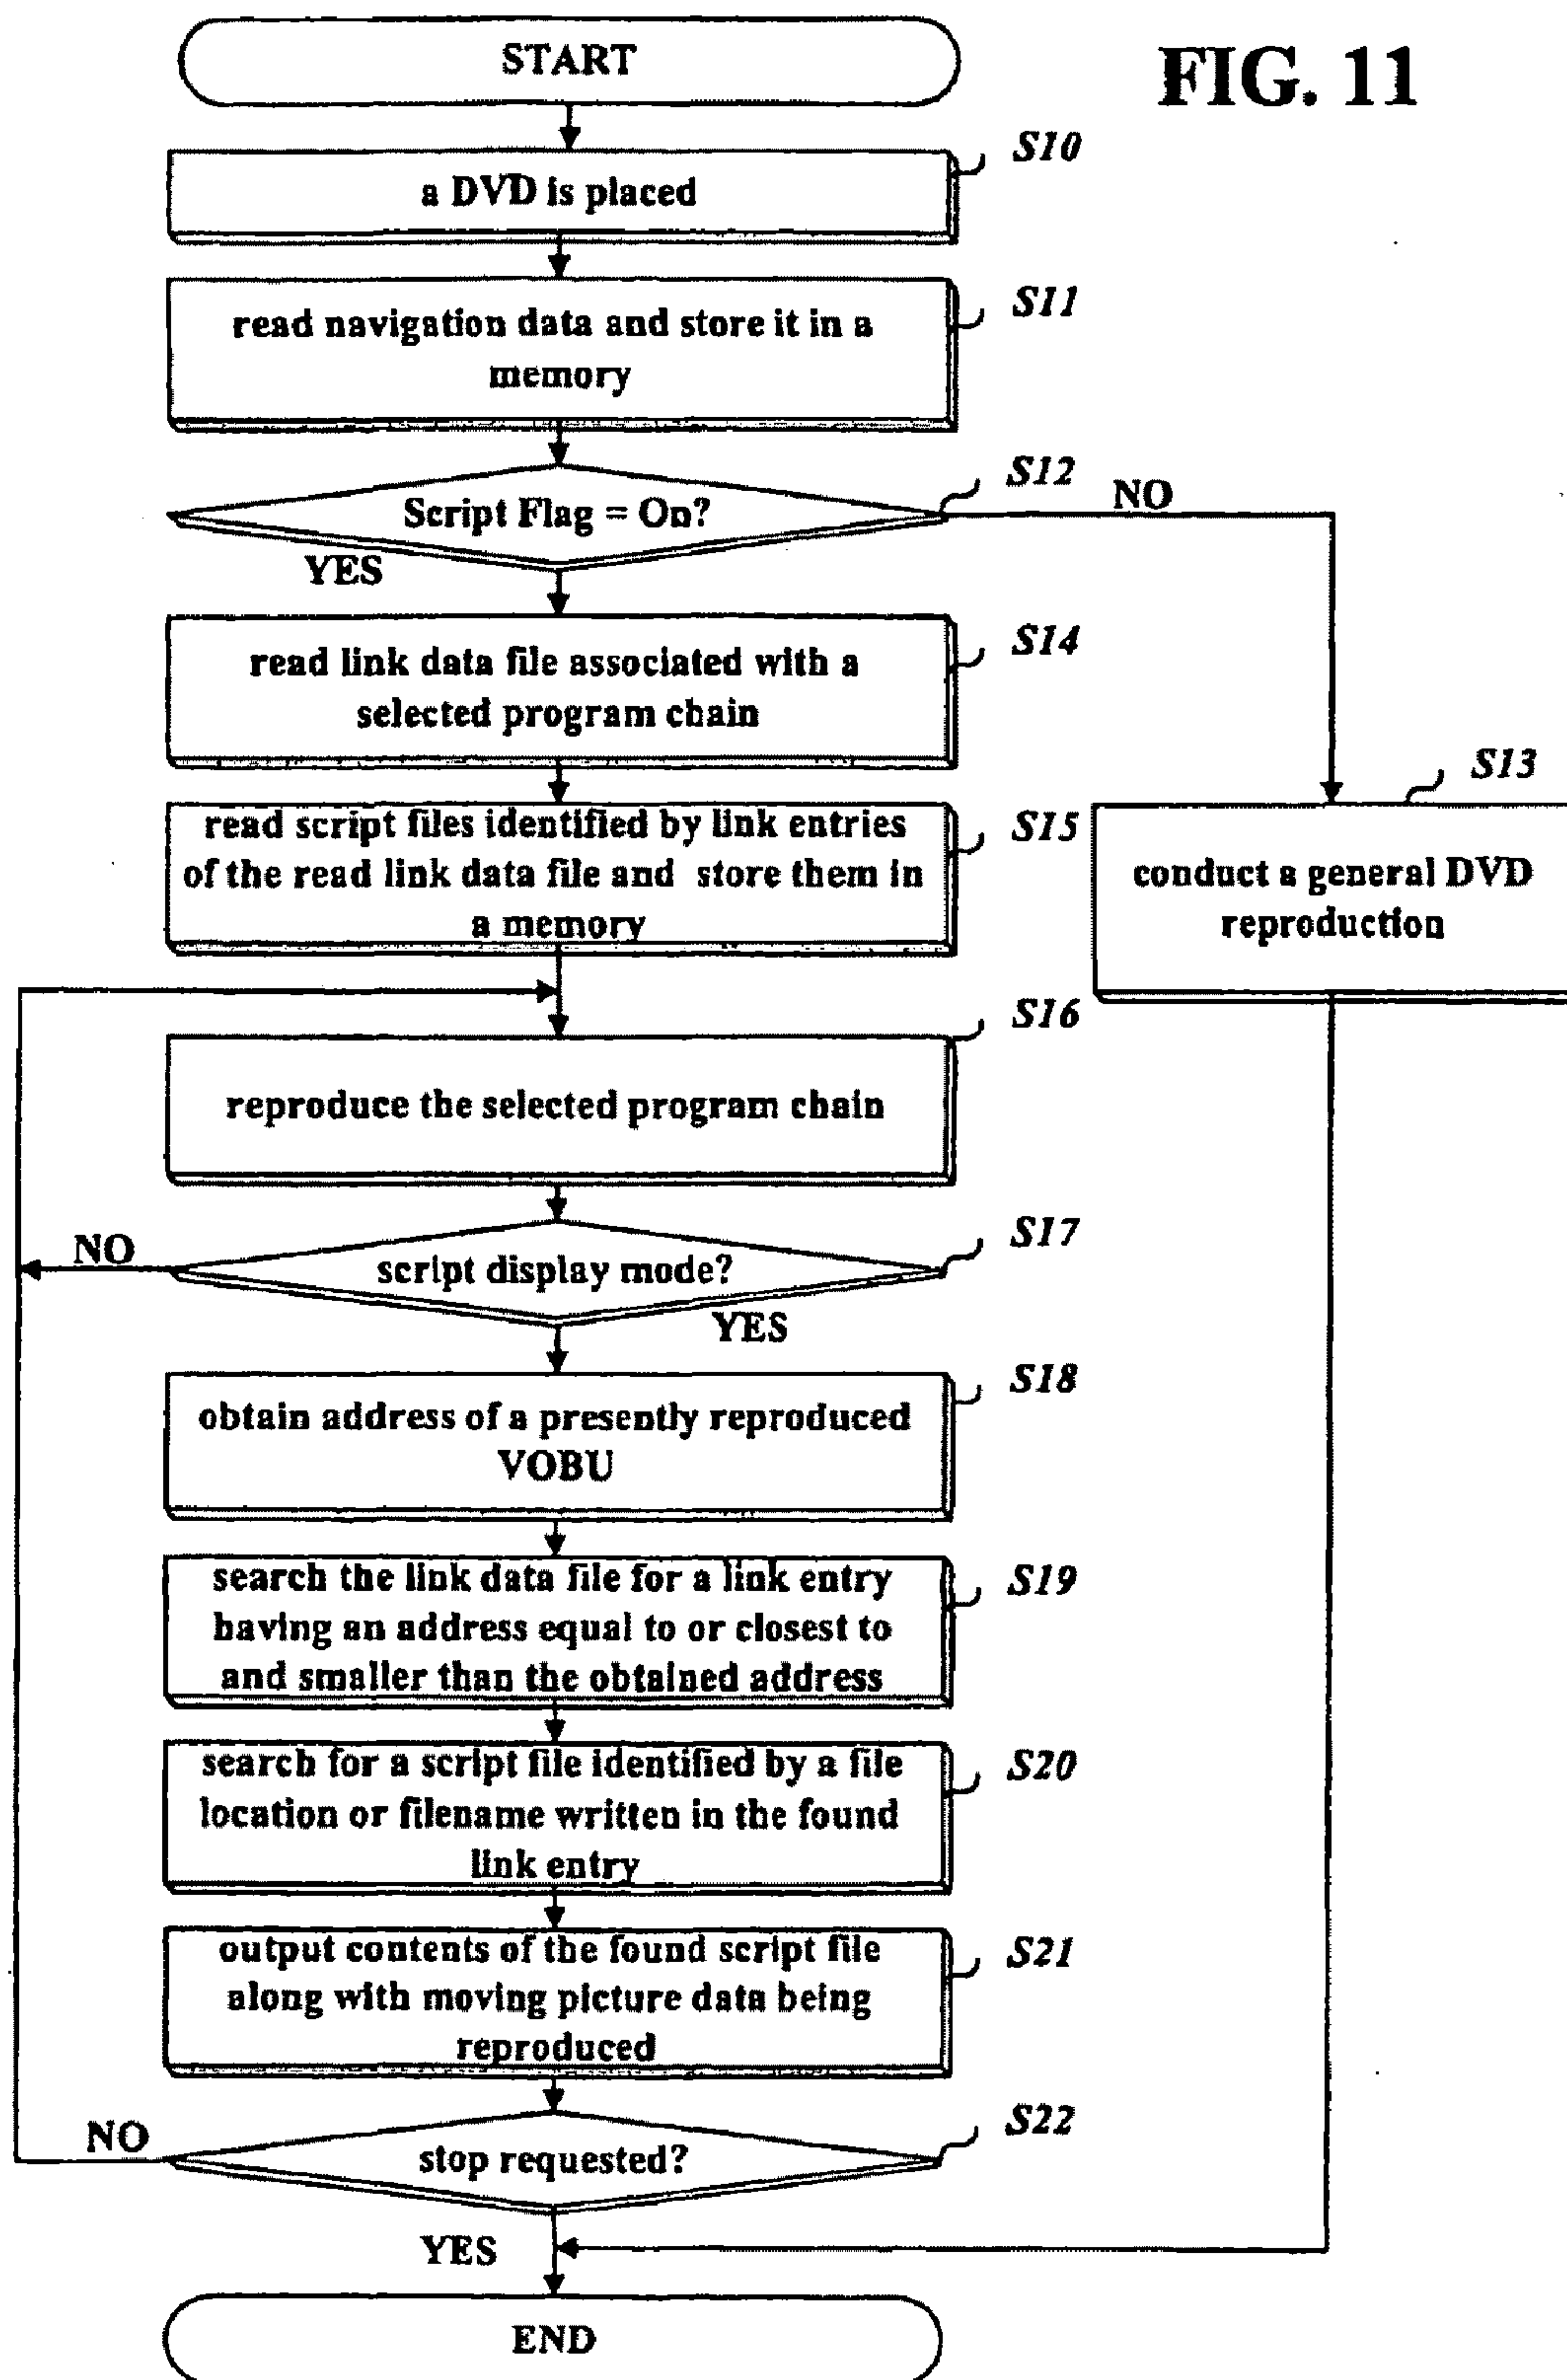 START
FIG. 11
S10
a DVD is placed
S11
read navigation data and store it in a
memory
S12
Script Flag = On?
NO
YES
S14
read link data file associated with a
selected program chain
S13
S15
read script files identified by link entries
of the read link data file and store them in
a memory
conduct a general DVD
reproduction
S16
reproduce the selected program chain
S17
NO
script display mode?
YES
S18
obtain address of a presently reproduced
VOBU
S19
search the link data file for a link entry
having an address equal to or closest to
and smaller than the obtained address
S20
search for a script file identified by a file
location or filename written in the found
link entry
S21
output contents of the found script file
along with moving picture data being
reproduced
S22
NO
stop requested?
YES
END